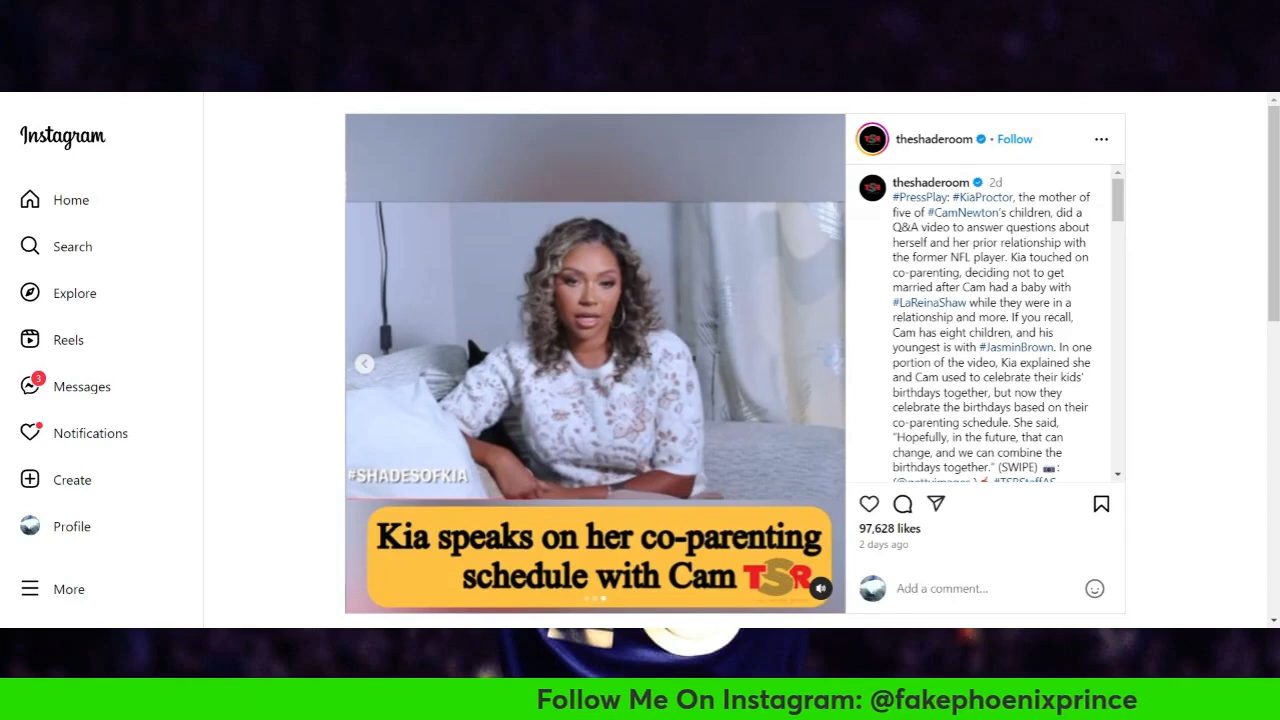 Instagram
Home
Search
Explore
Reels
3
Messages
Notifications
Create
Profile
More
#SHADESOFKIA
Kia speaks on her co-parenting
schedule with Cam TSR
theshaderoom • Follow
theshaderoom 2d
#PressPlay: #KiaProctor, the mother of
five of #CamNewton's children, did a
Q&A video to answer questions about
herself and her prior relationship with
the former NFL player. Kia touched on
co-parenting, deciding not to get
married after Cam had a baby with
#LaReinaShaw while they were in a
relationship and more. If you recall,
Cam has eight children, and his
youngest is with #JasminBrown. In one
portion of the video, Kia explained she
and Cam used to celebrate their kids'
birthdays together, but now they
celebrate the birthdays based on their
co-parenting schedule. She said,
"Hopefully, in the future, that can
change, and we can combine the
birthdays together." (SWIPE) 📷:
(@gettyimages) #TSRStaffAS
97,628 likes
2 days ago
Add a comment...
Follow Me On Instagram: @fakephoenixprince